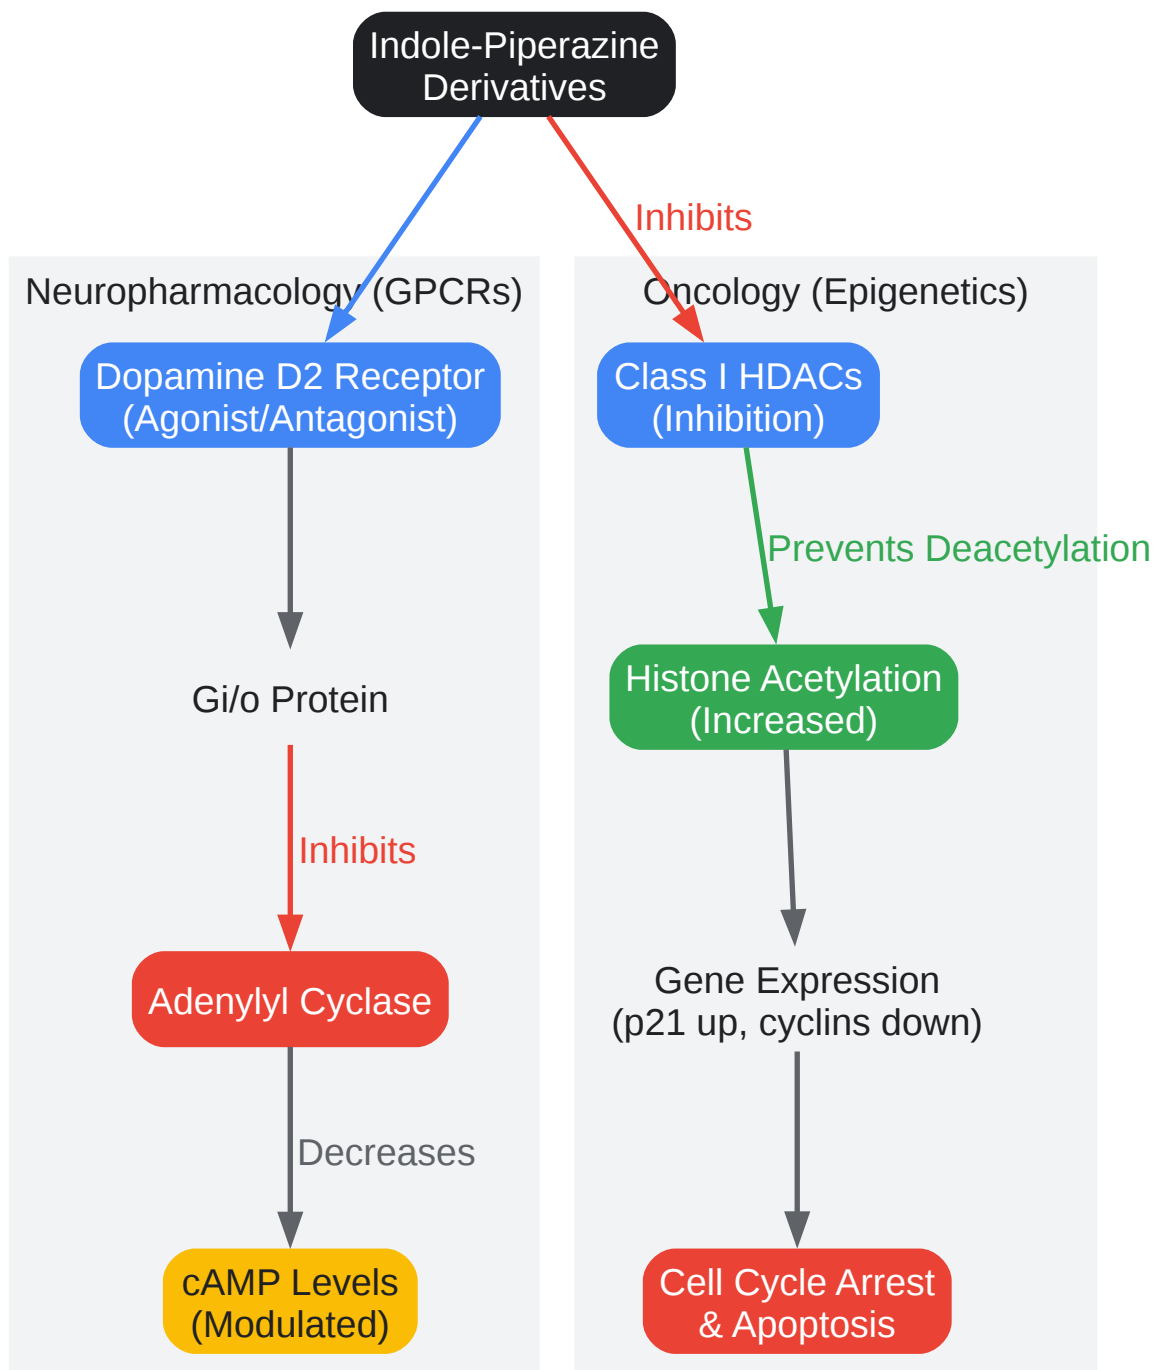 Indole-Piperazine
Derivatives
Inhibits
Neuropharmacology (GPCRs)
Dopamine D2 Receptor
(Agonist/Antagonist)
Gi/o Protein
Inhibits
Adenylyl Cyclase
Decreases
cAMP Levels
(Modulated)
Oncology (Epigenetics)
Class I HDACs
(Inhibition)
Prevents Deacetylation
Histone Acetylation
(Increased)
Gene Expression
(p21 up, cyclins down)
Cell Cycle Arrest
& Apoptosis